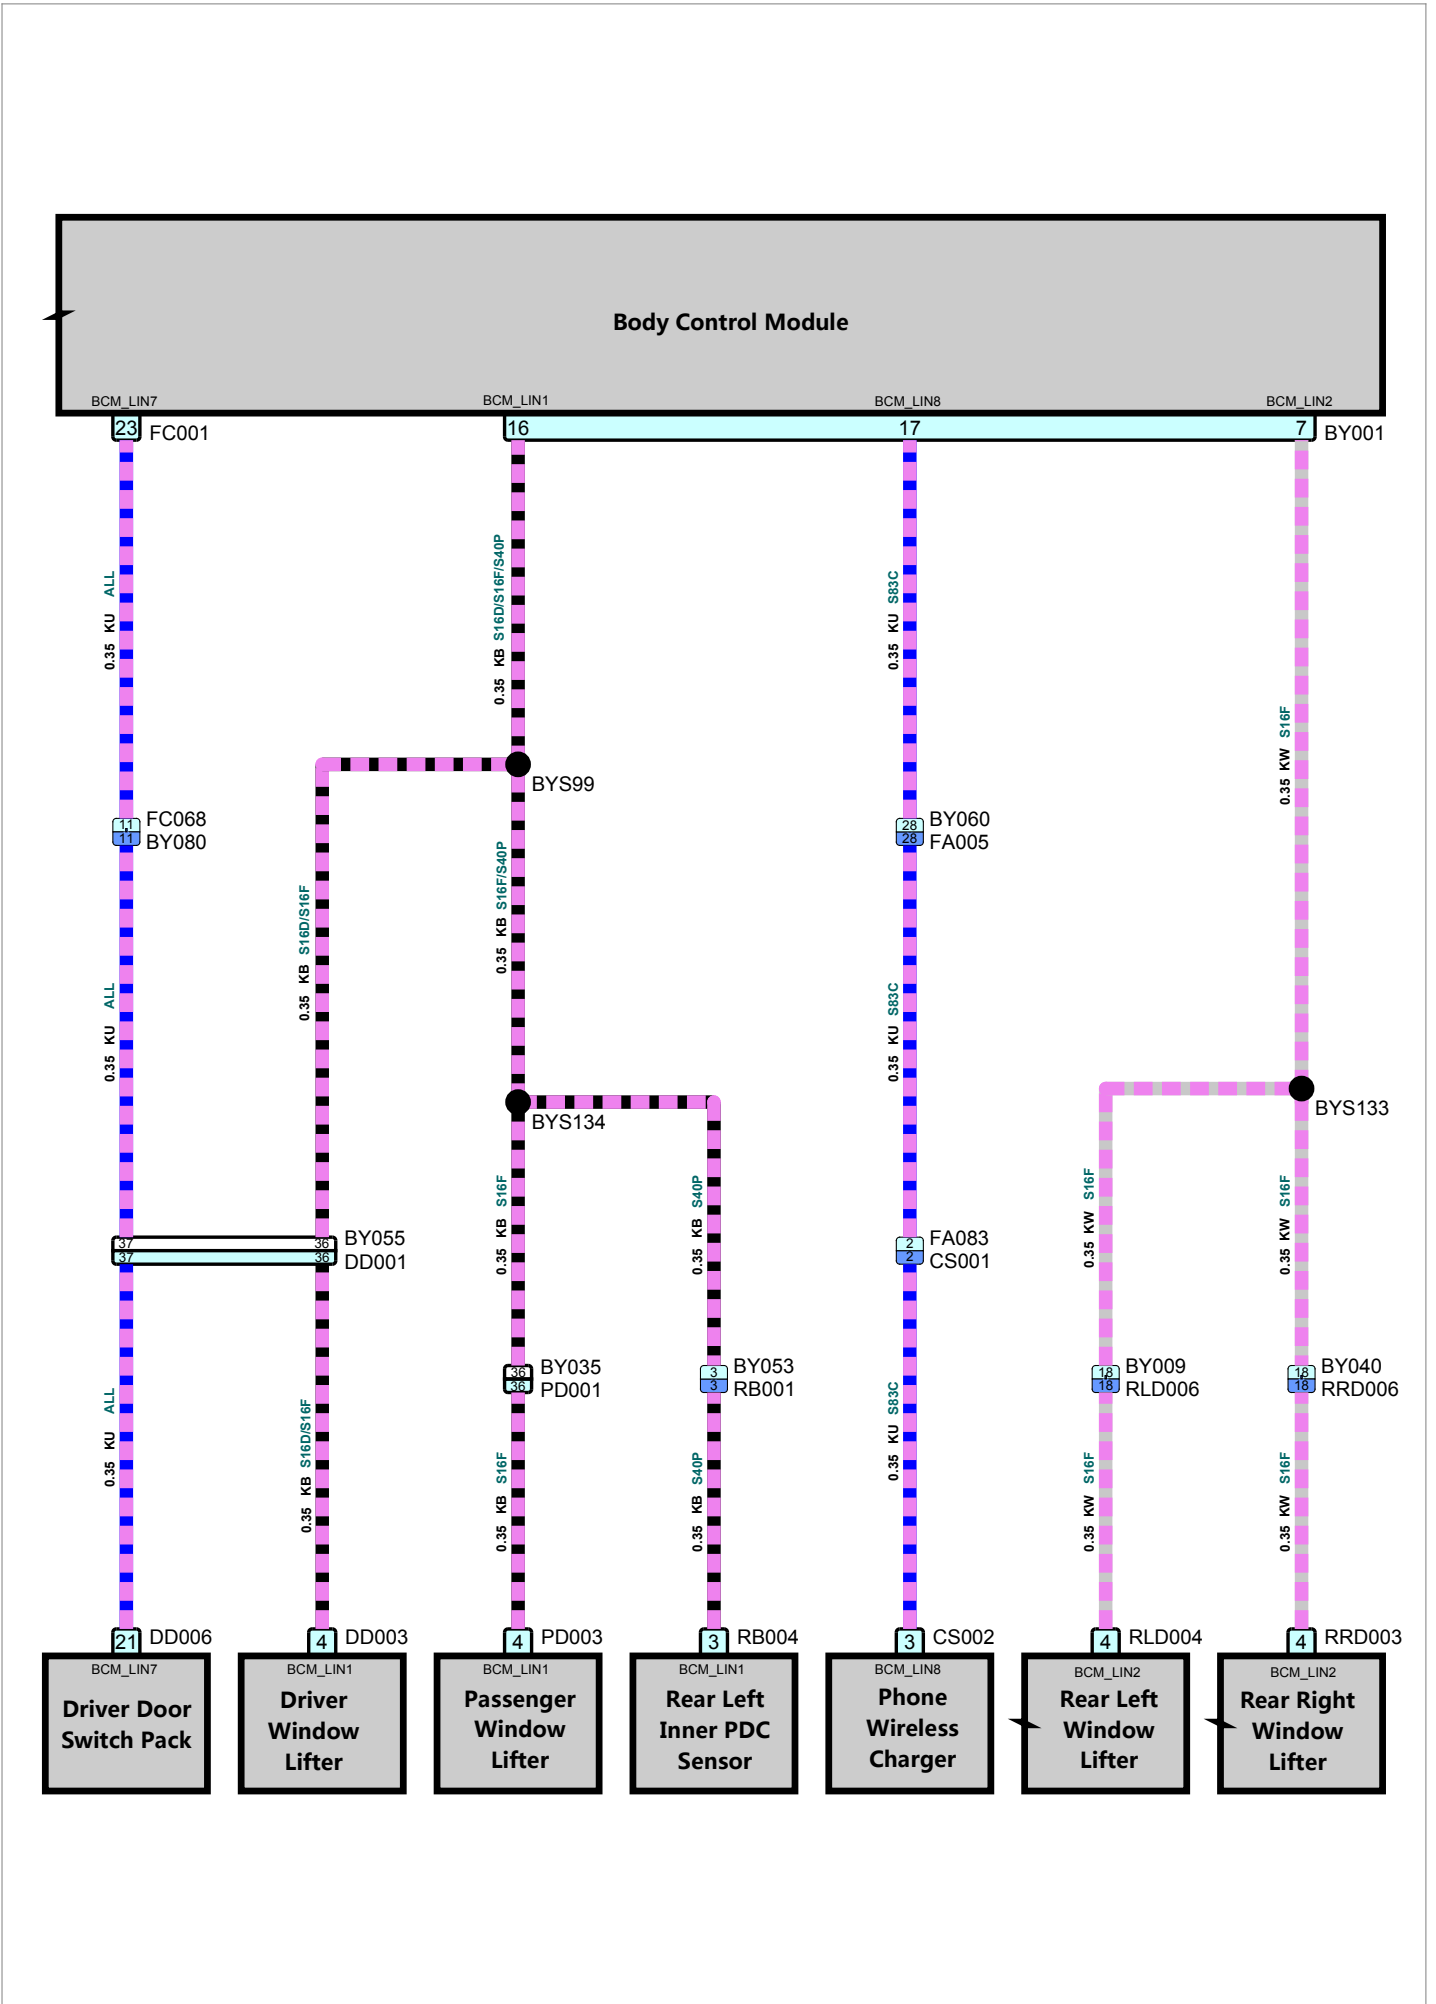 Body Control Module
BCM_LIN7
BCM_LIN1
BCM_LIN8
BCM_LIN2
23
FC001
16
17
7
BY001
0.35 KU ALL
0.35 KB S16D/S16F/S40P
0.35 KU S83C
0.35 KW S16F
BYS99
11
FC068
11
BY080
28
BY060
28
FA005
0.35 KU ALL
0.35 KB S16D/S16F
0.35 KB S16F/S40P
0.35 KU S83C
BYS134
BYS133
0.35 KB S16F
0.35 KB S40P
0.35 KW S16F
0.35 KW S16F
37
36
BY055
37
36
DD001
2
FA083
2
CS001
36
BY035
36
PD001
3
BY053
3
RB001
18
BY009
18
RLD006
18
BY040
18
RRD006
0.35 KU ALL
0.35 KB S16D/S16F
0.35 KB S16F
0.35 KB S40P
0.35 KU S83C
0.35 KW S16F
0.35 KW S16F
21
DD006
4
DD003
4
PD003
3
RB004
3
CS002
4
RLD004
4
RRD003
BCM_LIN7
Driver Door
Switch Pack
BCM_LIN1
Driver
Window
Lifter
BCM_LIN1
Passenger
Window
Lifter
BCM_LIN1
Rear Left
Inner PDC
Sensor
BCM_LIN8
Phone
Wireless
Charger
BCM_LIN2
Rear Left
Window
Lifter
BCM_LIN2
Rear Right
Window
Lifter